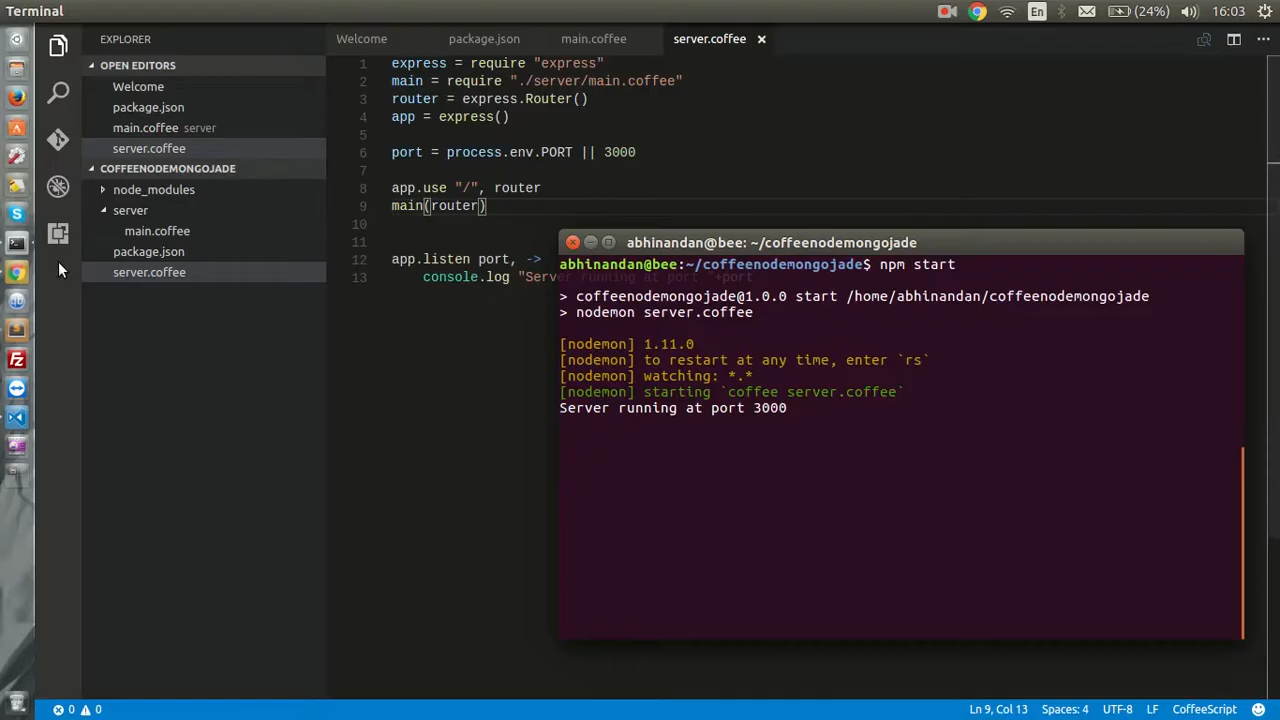 Terminal
En
(24%)
16:03
EXPLORER
OPEN EDITORS
Welcome
package.json
main.coffee server
server.coffee
COFFEENODEMONGOJADE
node_modules
server
main.coffee
package.json
server.coffee
Welcome
package.json
main.coffee
server.coffee
1 express = require "express"
2 main = require "./server/main.coffee"
3 router = express.Router()
4 app = express()
5
6 port = process.env.PORT || 3000
7
8 app.use "/", router
9 main(router)
10
11
12 app.listen port, ->
13 console.log "Server running at port "+port
abhinandan@bee: ~/coffeenodemongojade
abhinandan@bee:~/coffeenodemongojade$ npm start
> coffeenodemongojade@1.0.0 start /home/abhinandan/coffeenodemongojade
> nodemon server.coffee
[nodemon] 1.11.0
[nodemon] to restart at any time, enter `rs`
[nodemon] watching: *.*
[nodemon] starting `coffee server.coffee`
Server running at port 3000
0 0
Ln 9, Col 13
Spaces: 4
UTF-8
LF
CoffeeScript